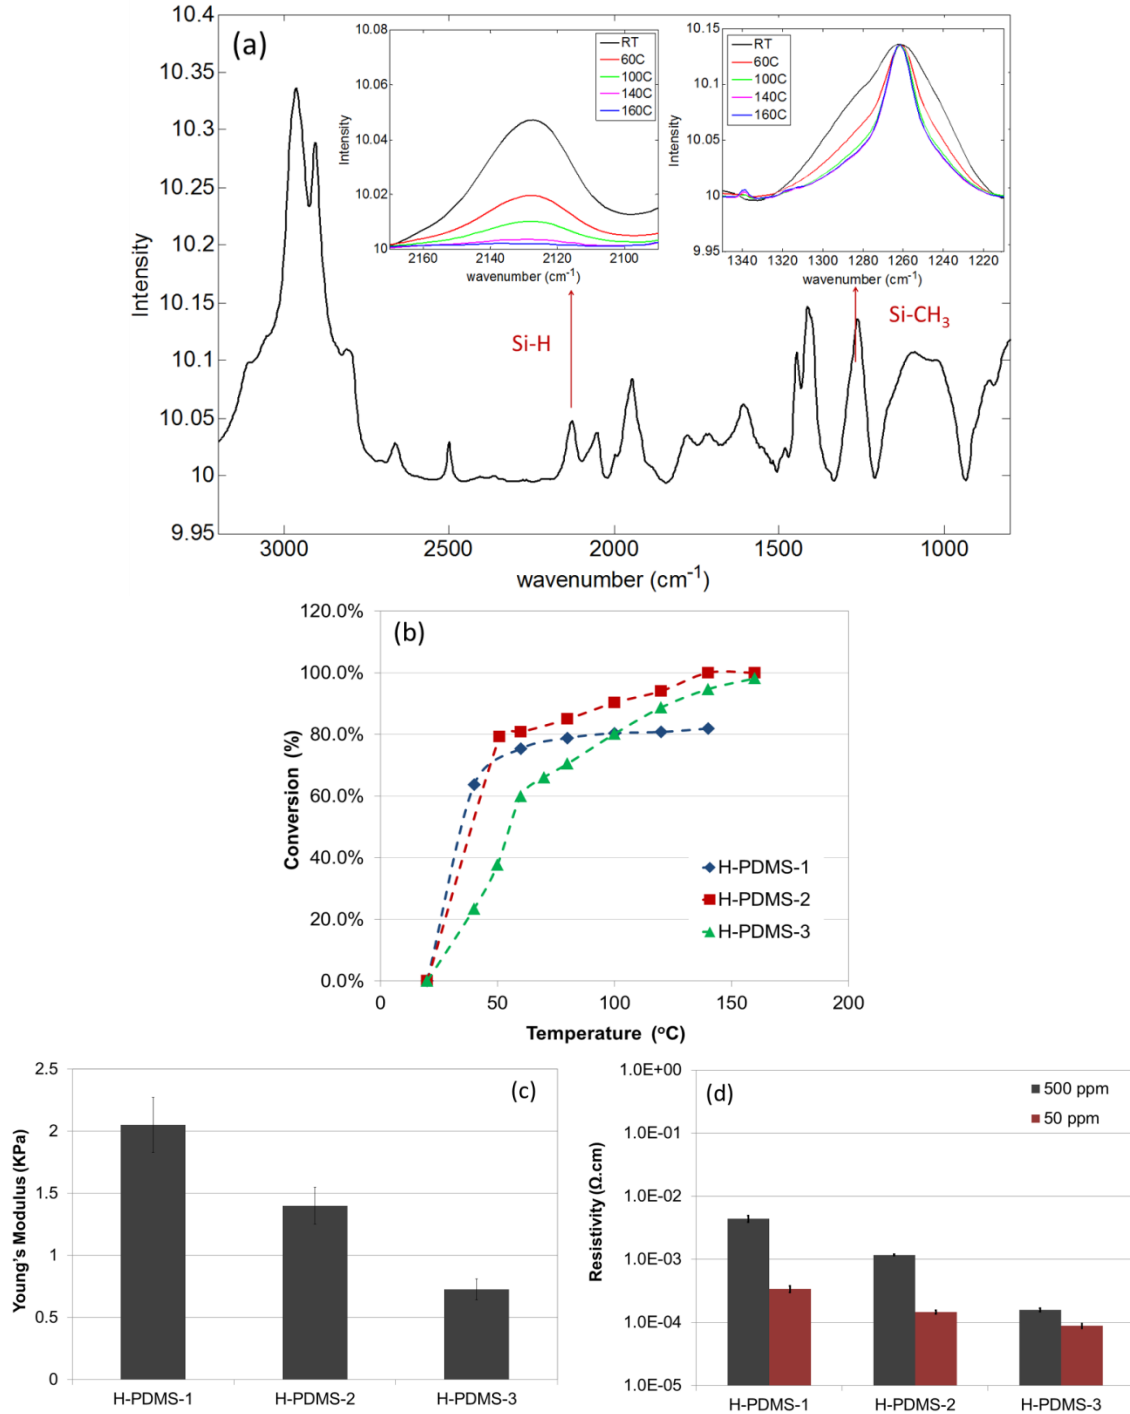 (a)
10.4
10.35
10.3
10.25
10.2
10.15
10.1
10.05
10
9.95
Intensity
3000 2500 2000 1500 1000
wavenumber (cm-1)
10.08
10.06
10.04
10.02
10
Intensity
RT
60C
100C
140C
160C
2160 2140 2120 2100
wavenumber (cm-1)
10.15
10.1
10.05
10
9.95
Intensity
RT
60C
100C
140C
160C
1340 1320 1300 1280 1260 1240 1220
wavenumber (cm-1)
Si-H
Si-CH3
(b)
120.0%
100.0%
80.0%
60.0%
40.0%
20.0%
0.0%
Conversion (%)
H-PDMS-1
H-PDMS-2
H-PDMS-3
0 50 100 150 200
Temperature (oC)
(c)
2.5
2
1.5
1
0.5
0
Young's Modulus (KPa)
H-PDMS-1 H-PDMS-2 H-PDMS-3
(d)
1.0E+00
1.0E-01
1.0E-02
1.0E-03
1.0E-04
1.0E-05
Resistivity (Ω.cm)
500 ppm
50 ppm
H-PDMS-1 H-PDMS-2 H-PDMS-3